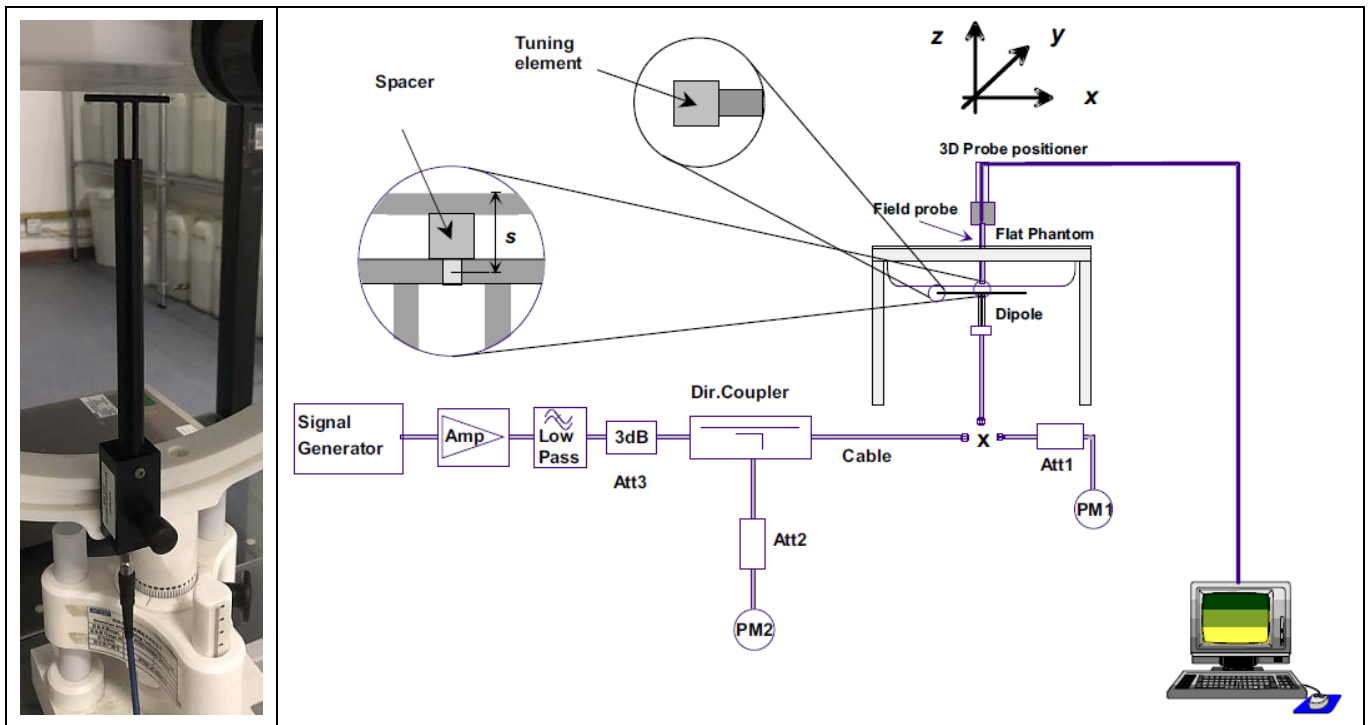 Tuning
element
Spacer
s
z
y
x
3D Probe positioner
Field probe
Flat Phantom
Dipole
Dir.Coupler
Signal
Generator
Amp
Low
Pass
3dB
Att3
Cable
x
Att1
PM1
Att2
PM2